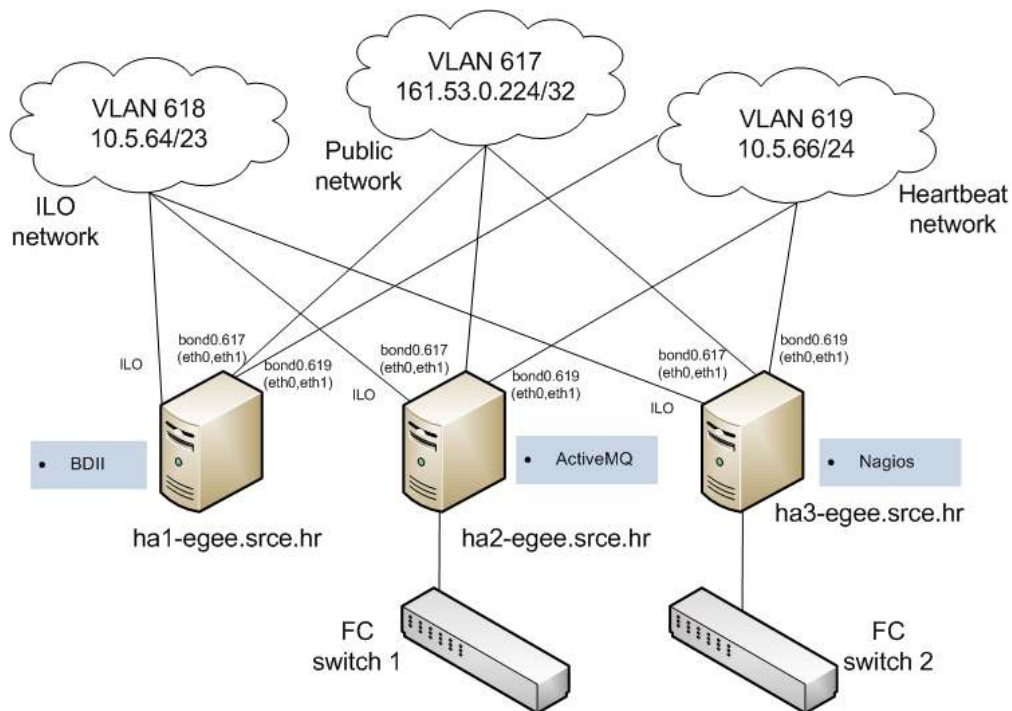 VLAN 617
161.53.0.224/32
VLAN 618
10.5.64/23
VLAN 619
10.5.66/24
Public
network
ILO
network
Heartbeat
network
bond0.617
(eth0,eth1)
ILO
bond0.619
(eth0,eth1)
bond0.617
(eth0,eth1)
ILO
bond0.619
(eth0,eth1)
bond0.617
(eth0,eth1)
ILO
bond0.619
(eth0,eth1)
• BDII
• ActiveMQ
• Nagios
ha1-egee.srce.hr
ha2-egee.srce.hr
ha3-egee.srce.hr
FC
switch 1
FC
switch 2